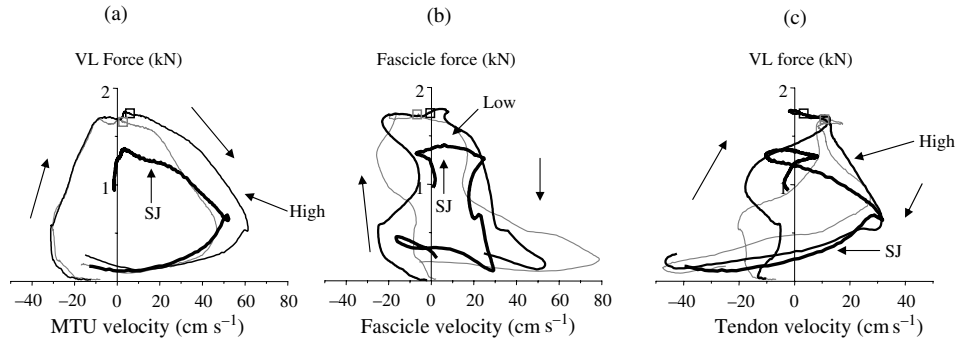 (a)
(b)
(c)
VL Force (kN)
Fascicle force (kN)
VL force (kN)
2
2
2
Low
High
1
1
1
SJ
SJ
High
SJ
−40 −20 0 20 40 60 80
−40 −20 0 20 40 60 80
−40 −20 0 20 40
MTU velocity (cm s−1)
Fascicle velocity (cm s−1)
Tendon velocity (cm s−1)